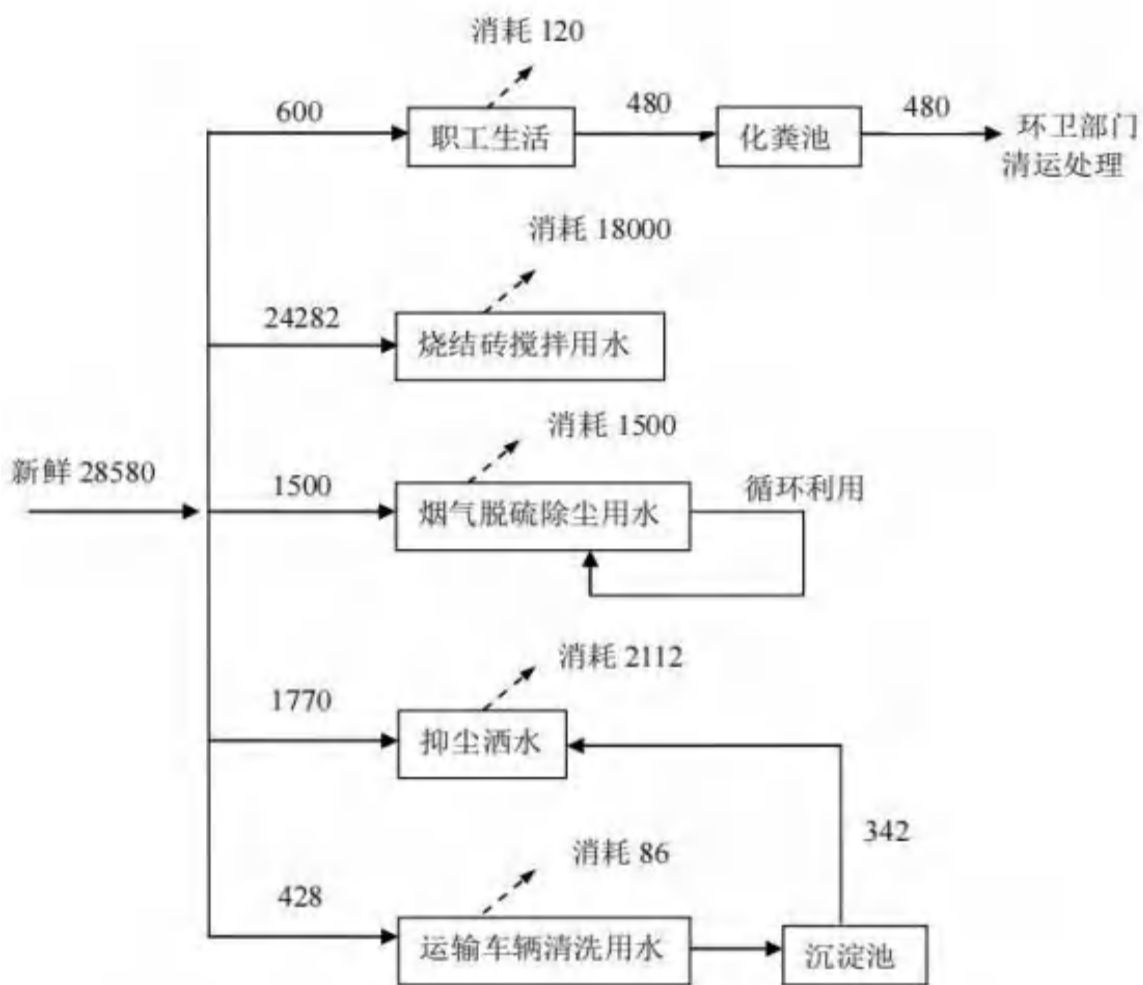 消耗 120
600
职工生活
480
化粪池
480
环卫部门
清运处理
消耗 18000
24282
烧结砖搅拌用水
消耗 1500
新鲜 28580
1500
烟气脱硫除尘用水
循环利用
消耗 2112
1770
抑尘洒水
342
消耗 86
428
运输车辆清洗用水
沉淀池